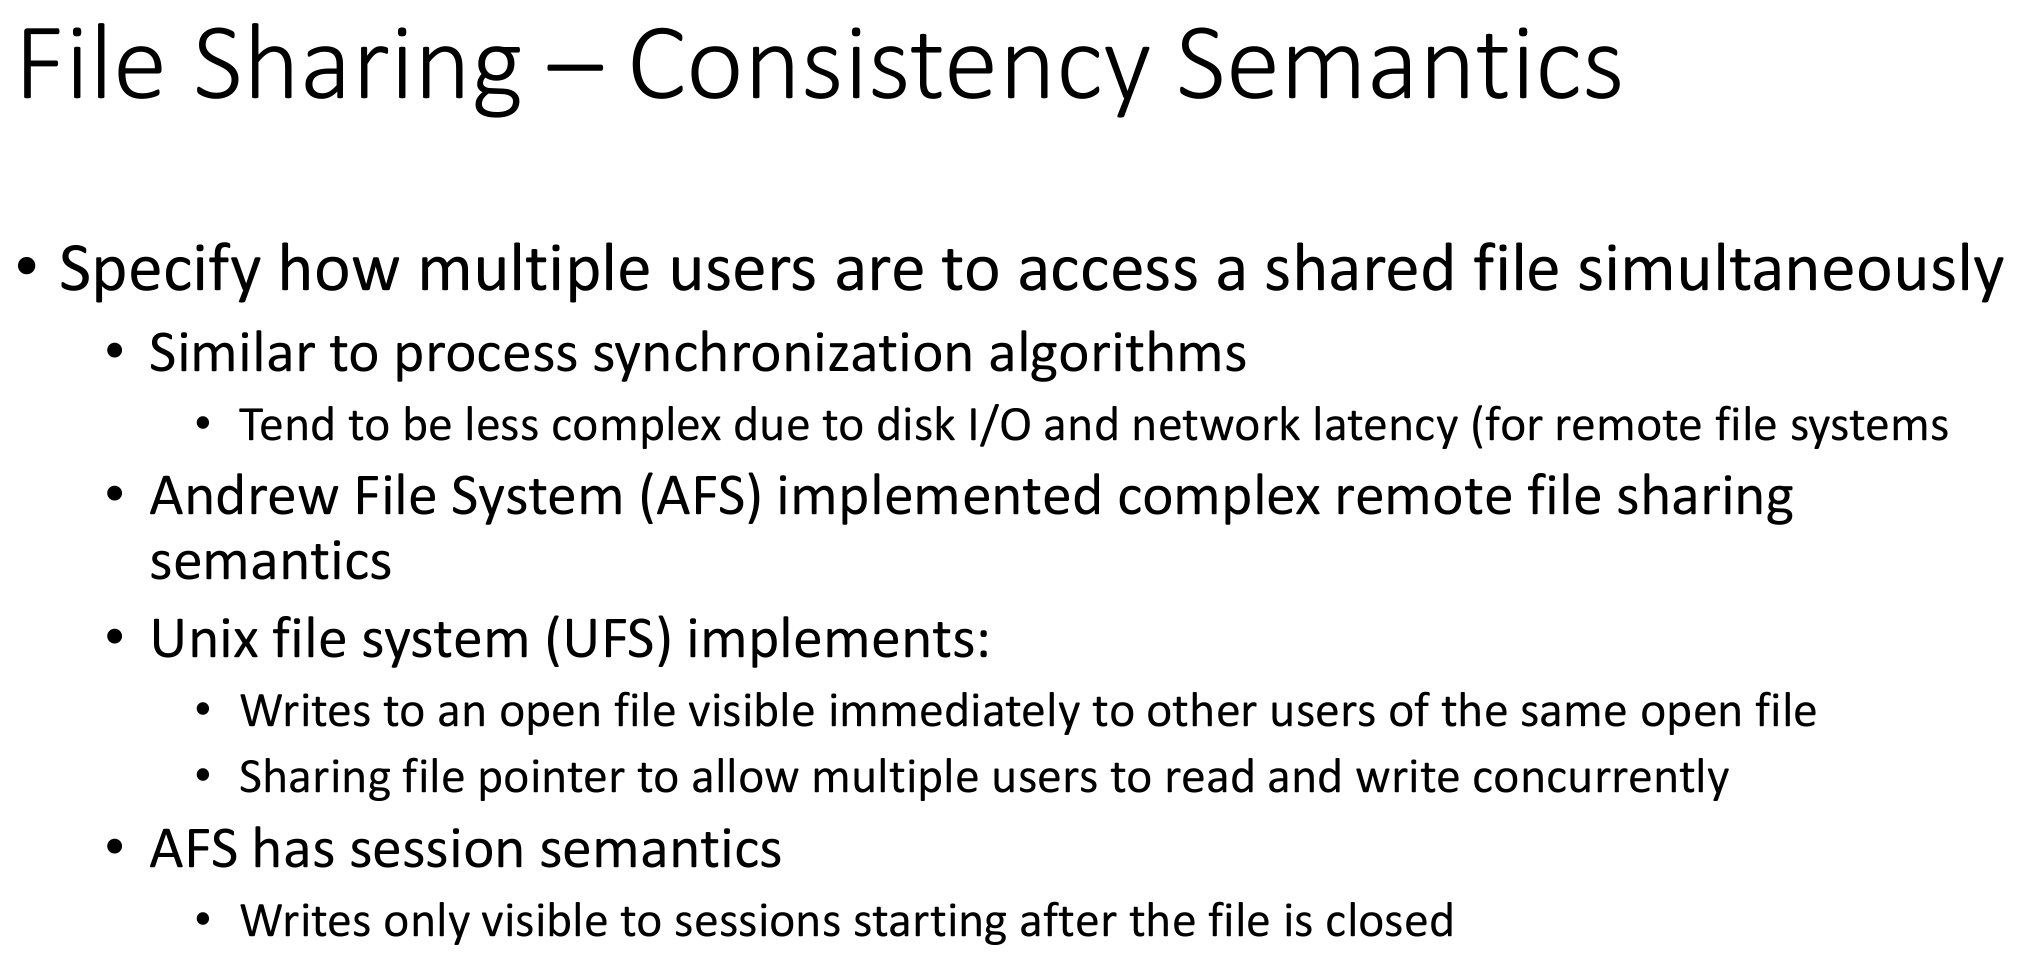 File Sharing – Consistency Semantics
• Specify how multiple users are to access a shared file simultaneously
• Similar to process synchronization algorithms
• Tend to be less complex due to disk I/O and network latency (for remote file systems
• Andrew File System (AFS) implemented complex remote file sharing
semantics
• Unix file system (UFS) implements:
• Writes to an open file visible immediately to other users of the same open file
• Sharing file pointer to allow multiple users to read and write concurrently
• AFS has session semantics
• Writes only visible to sessions starting after the file is closed